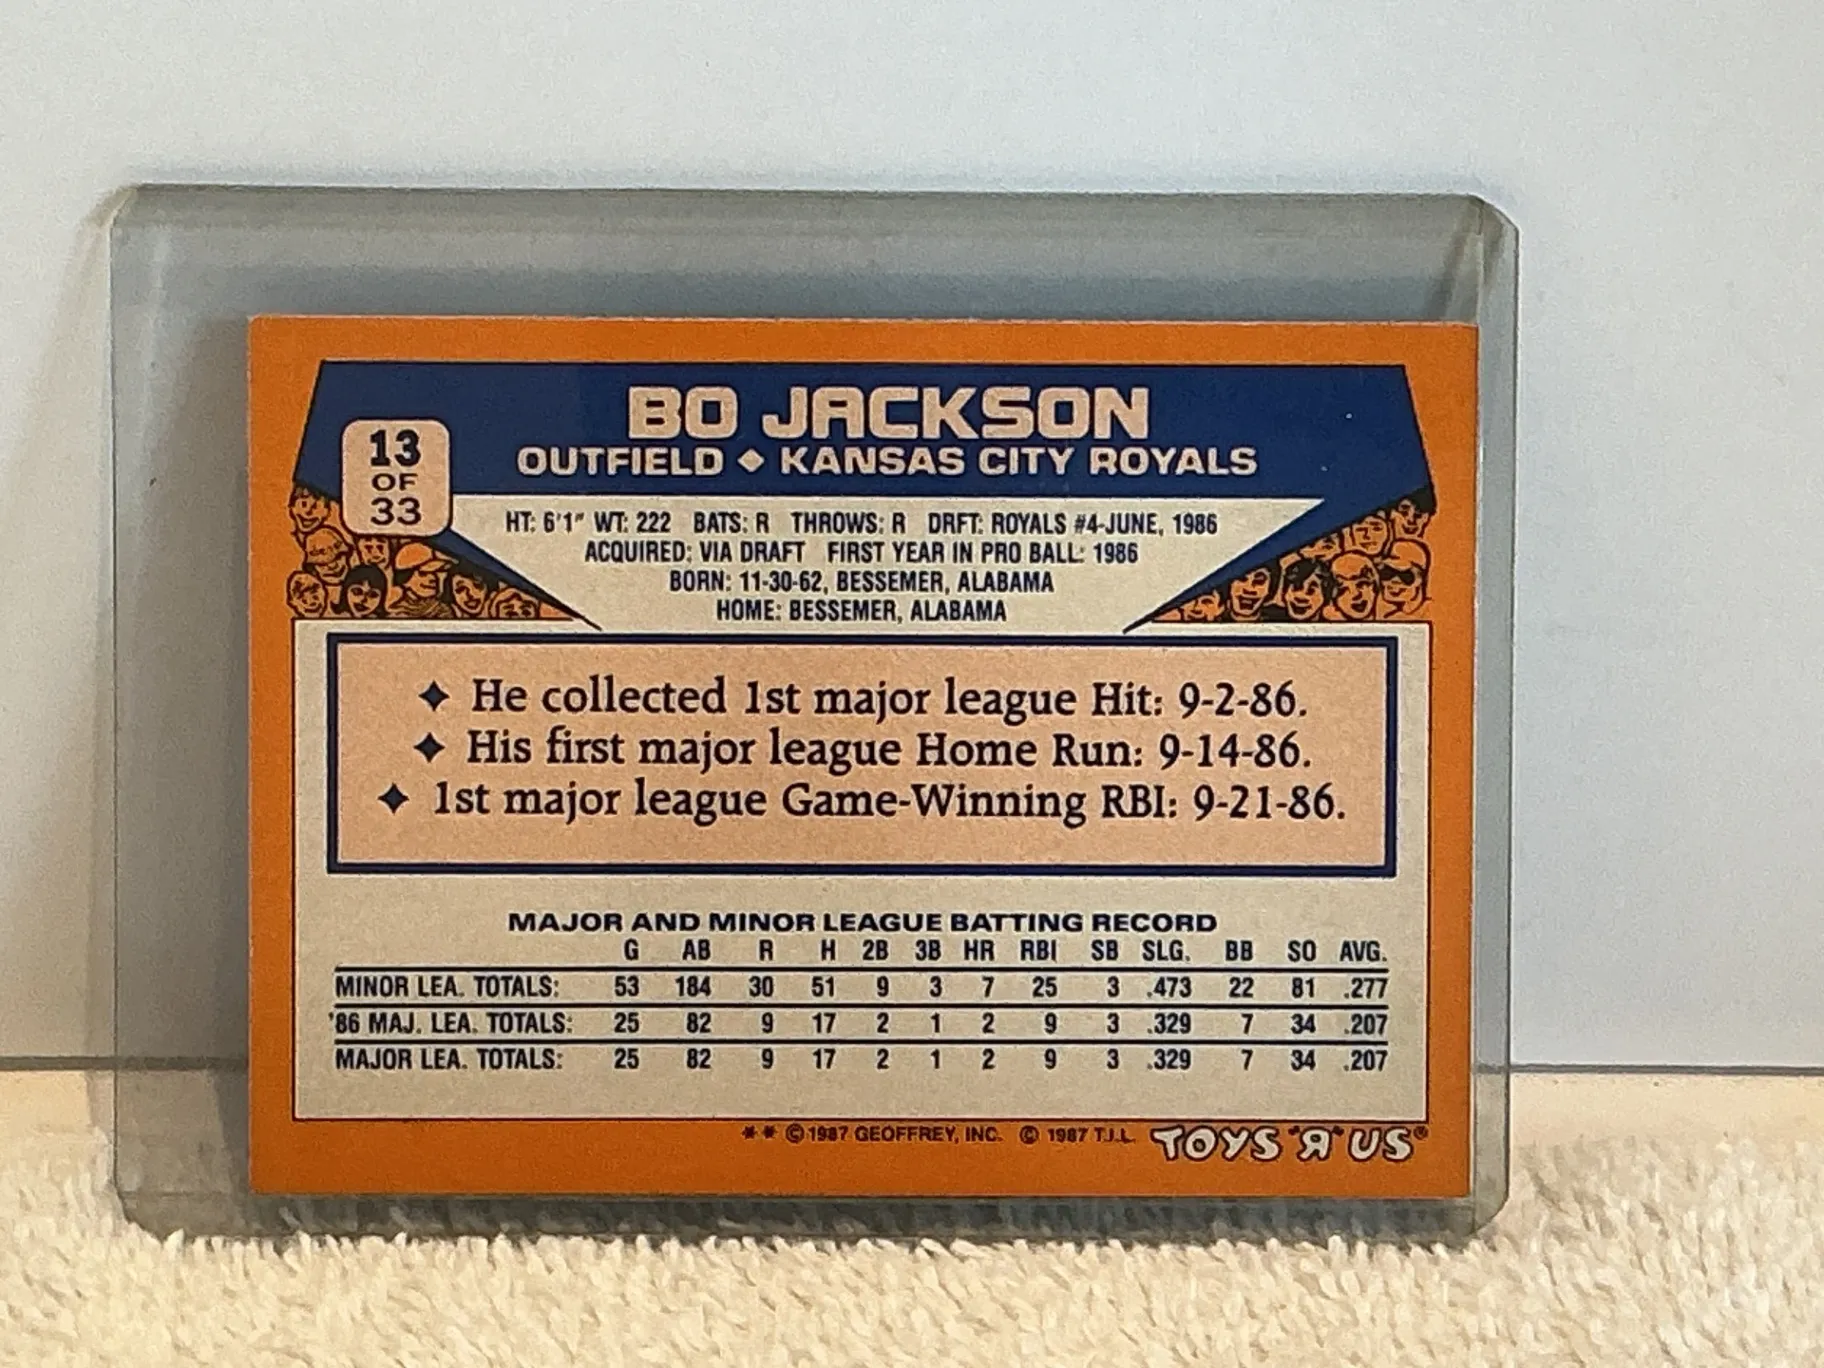 BO JACKSON
OUTFIELD ◆ KANSAS CITY ROYALS
13
OF
33
HT: 6'1" WT: 222 BATS: R THROWS: R DRFT: ROYALS #4-JUNE, 1986
ACQUIRED: VIA DRAFT FIRST YEAR IN PRO BALL: 1986
BORN: 11-30-62, BESSEMER, ALABAMA
HOME: BESSEMER, ALABAMA
✦ He collected 1st major league Hit: 9-2-86.
✦ His first major league Home Run: 9-14-86.
✦ 1st major league Game-Winning RBI: 9-21-86.
MAJOR AND MINOR LEAGUE BATTING RECORD
G AB R H 2B 3B HR RBI SB SLG. BB SO AVG.
MINOR LEA. TOTALS: 53 184 30 51 9 3 7 25 3 .473 22 81 .277
'86 MAJ. LEA. TOTALS: 25 82 9 17 2 1 2 9 3 .329 7 34 .207
MAJOR LEA. TOTALS: 25 82 9 17 2 1 2 9 3 .329 7 34 .207
** © 1987 GEOFFREY, INC. © 1987 T.I.L. TOYS "R" US®